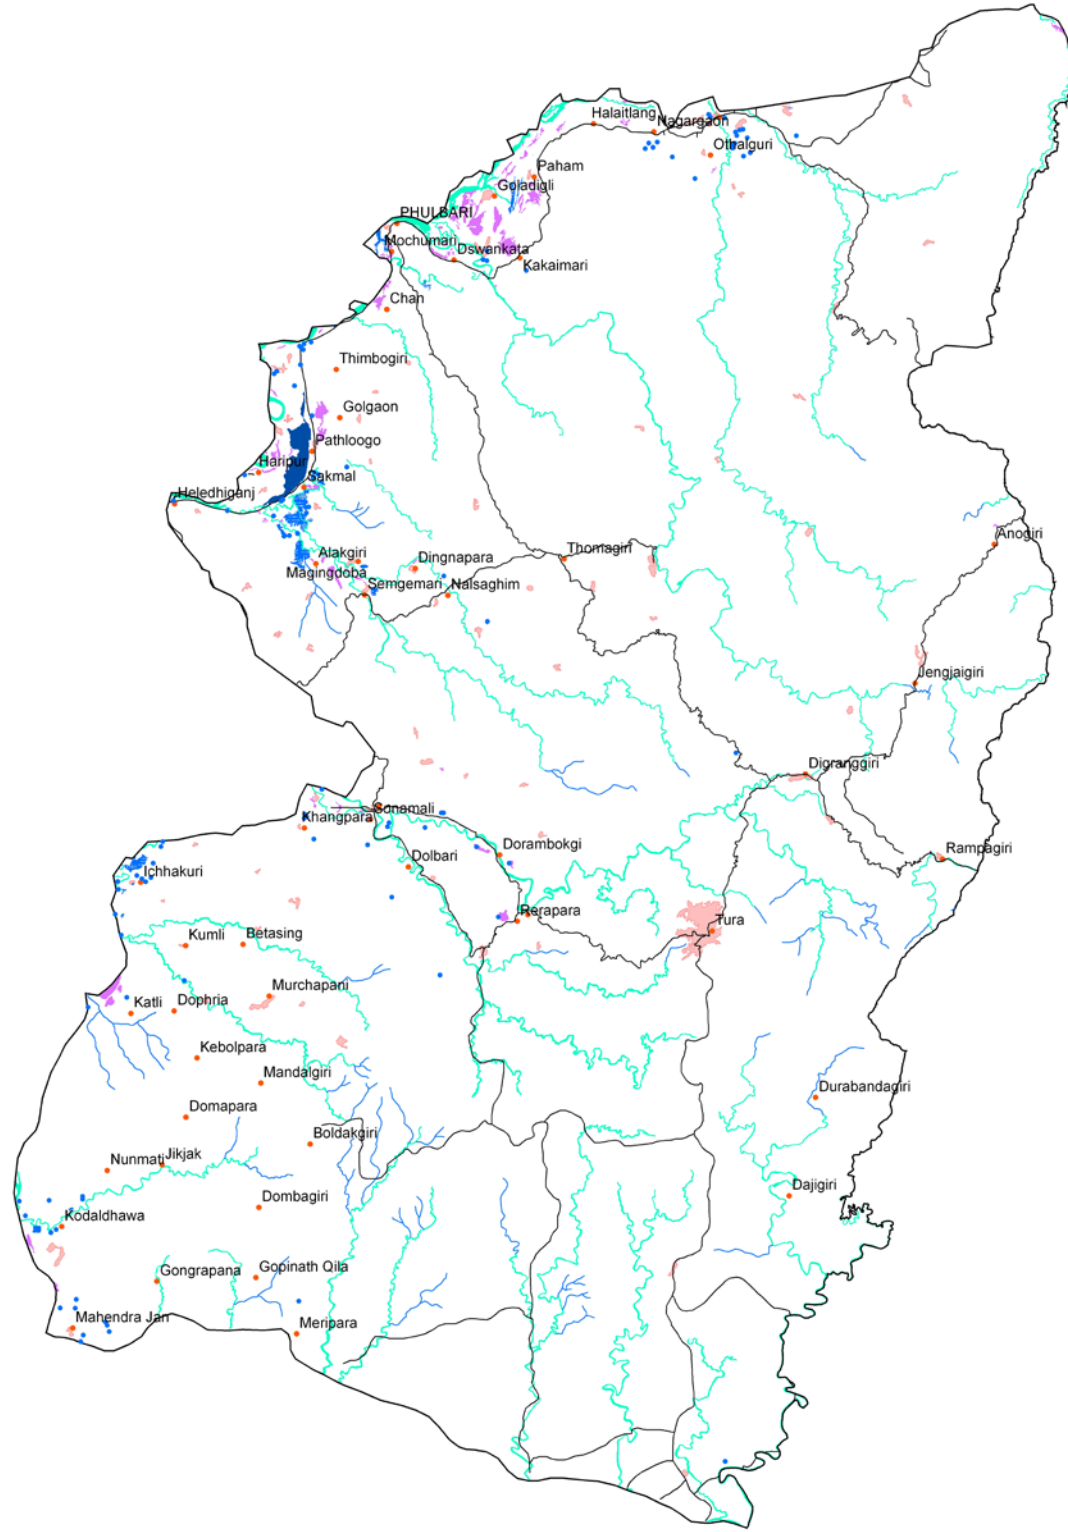 Halaitlang
Nagargaon
Othalguri
Paham
Goladigli
PHULBARI
Mochumari
Dswankata
Kakaimari
Chan
Thimbogiri
Golgaon
Pathloogo
Haripur
Sakmal
Heledhiganj
Anogiri
Alakgiri
Dingnapara
Thomagiri
Magingdoba
Semgemari
Nalsaghim
Jengjaigiri
Digranggiri
Sonamali
Khangpara
Dorambokgi
Rampagiri
Dolbari
Ichhakuri
Rerapara
Tura
Kumli
Betasing
Murchapani
Katli
Dophria
Kebolpara
Mandalgiri
Durabandagiri
Domapara
Boldakgiri
Nunmati
Jikjak
Dajigiri
Dombagiri
Kodaldhawa
Gongrapana
Gopinath Qila
Mahendra Jan
Meripara